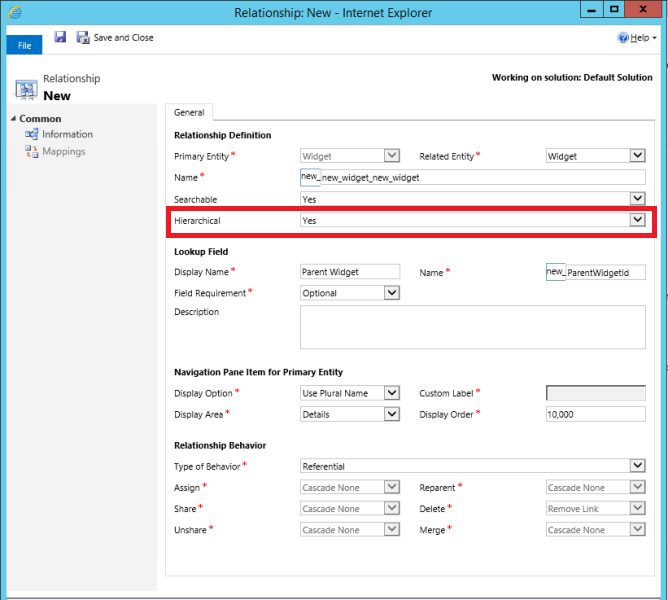 Relationship: New - Internet Explorer
File Save and Close Help
Relationship
New
Working on solution: Default Solution
Common
Information
Mappings
General
Relationship Definition
Primary Entity * Widget Related Entity * Widget
Name * new_ new_widget_new_widget
Searchable Yes
Hierarchical Yes
Lookup Field
Display Name * Parent Widget Name * new_ ParentWidgetId
Field Requirement * Optional
Description
Navigation Pane Item for Primary Entity
Display Option * Use Plural Name Custom Label *
Display Area * Details Display Order * 10,000
Relationship Behavior
Type of Behavior * Referential
Assign * Cascade None Reparent * Cascade None
Share * Cascade None Delete * Remove Link
Unshare * Cascade None Merge * Cascade None